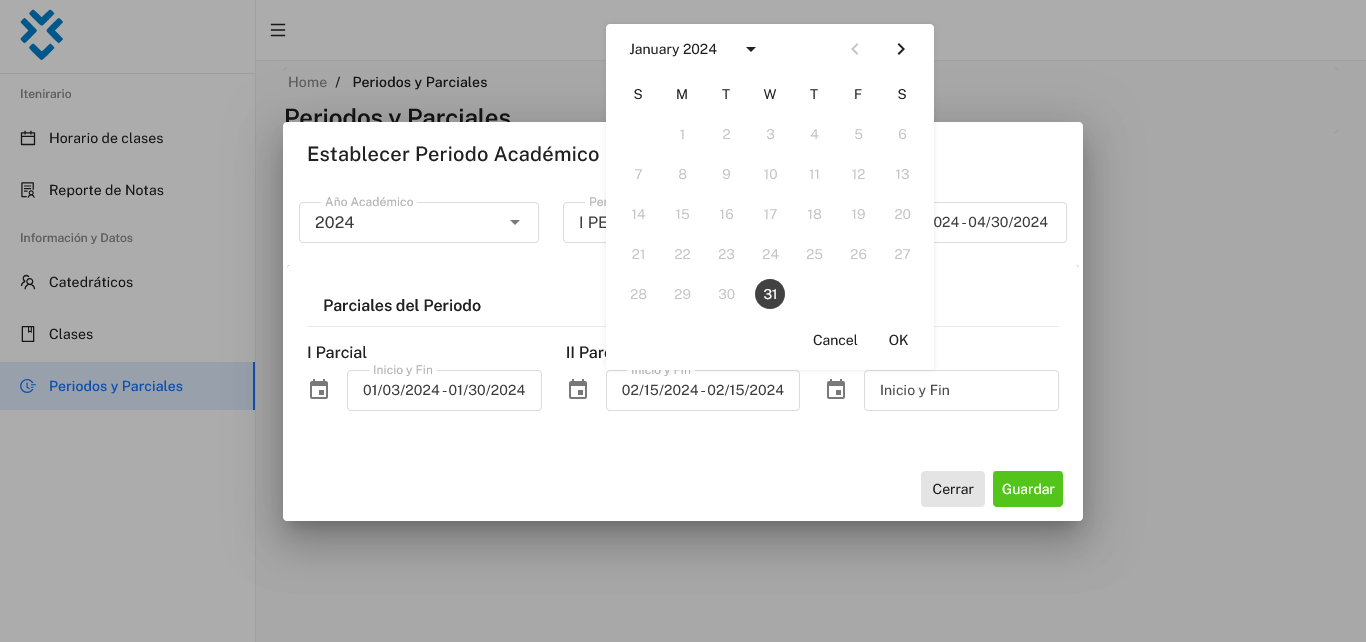 Itenirario
Horario de clases
Reporte de Notas
Información y Datos
Catedráticos
Clases
Periodos y Parciales
Home / Periodos y Parciales
Periodos y Parciales
Establecer Periodo Académico
Año Académico
2024
I PE
024 - 04/30/2024
Parciales del Periodo
I Parcial
Inicio y Fin
01/03/2024 - 01/30/2024
II Par
Inicio y Fin
02/15/2024 - 02/15/2024
Inicio y Fin
Cerrar
Guardar
January 2024
S M T W T F S
1 2 3 4 5 6
7 8 9 10 11 12 13
14 15 16 17 18 19 20
21 22 23 24 25 26 27
28 29 30 31
Cancel
OK